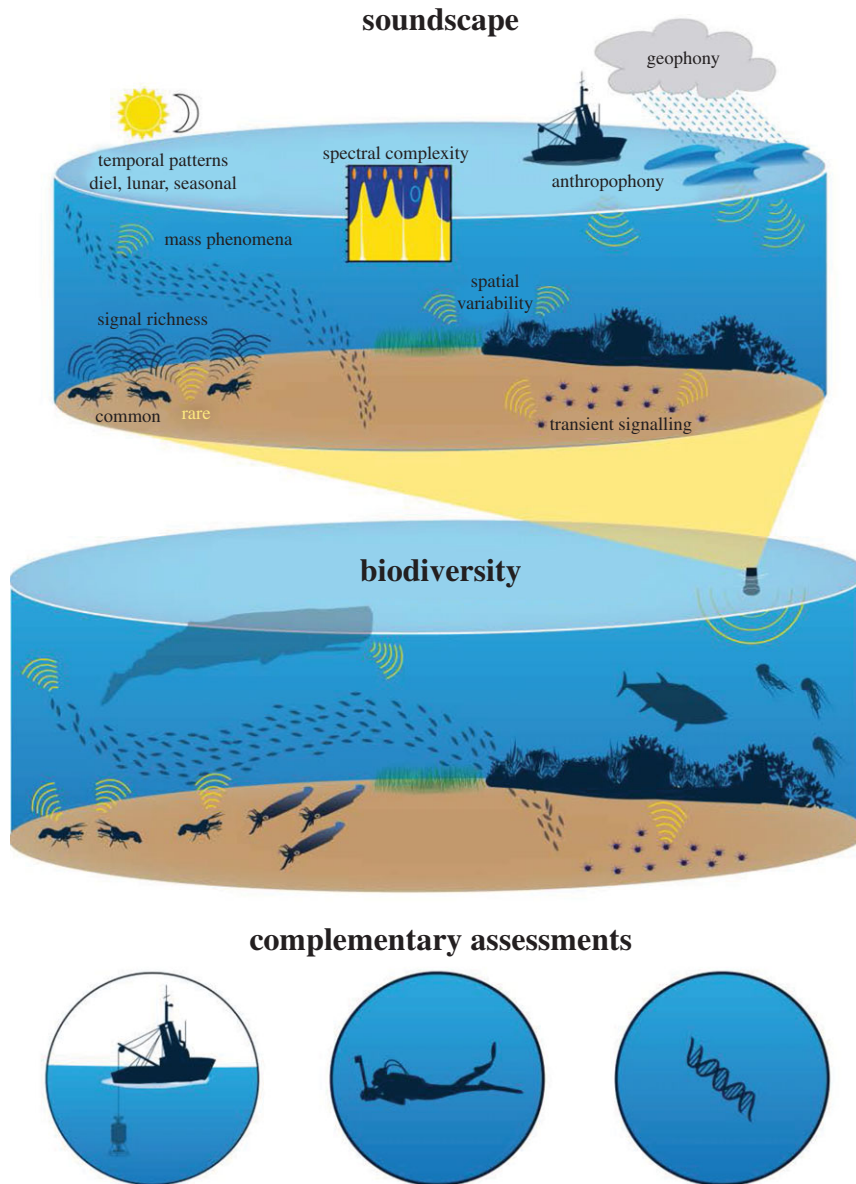 soundscape
geophony
temporal patterns
diel, lunar, seasonal
spectral complexity
anthropophony
mass phenomena
spatial
variability
signal richness
common
rare
transient signalling
biodiversity
complementary assessments